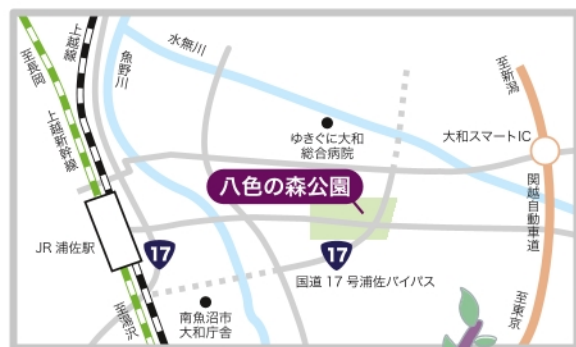 上越線
至長岡
上越新幹線
魚野川
水無川
至新潟
ゆきぐに大和
総合病院
大和スマートIC
八色の森公園
関越自動車道
JR 浦佐駅
17
17
国道 17 号浦佐バイパス
至湯沢
南魚沼市
大和庁舎
至東京